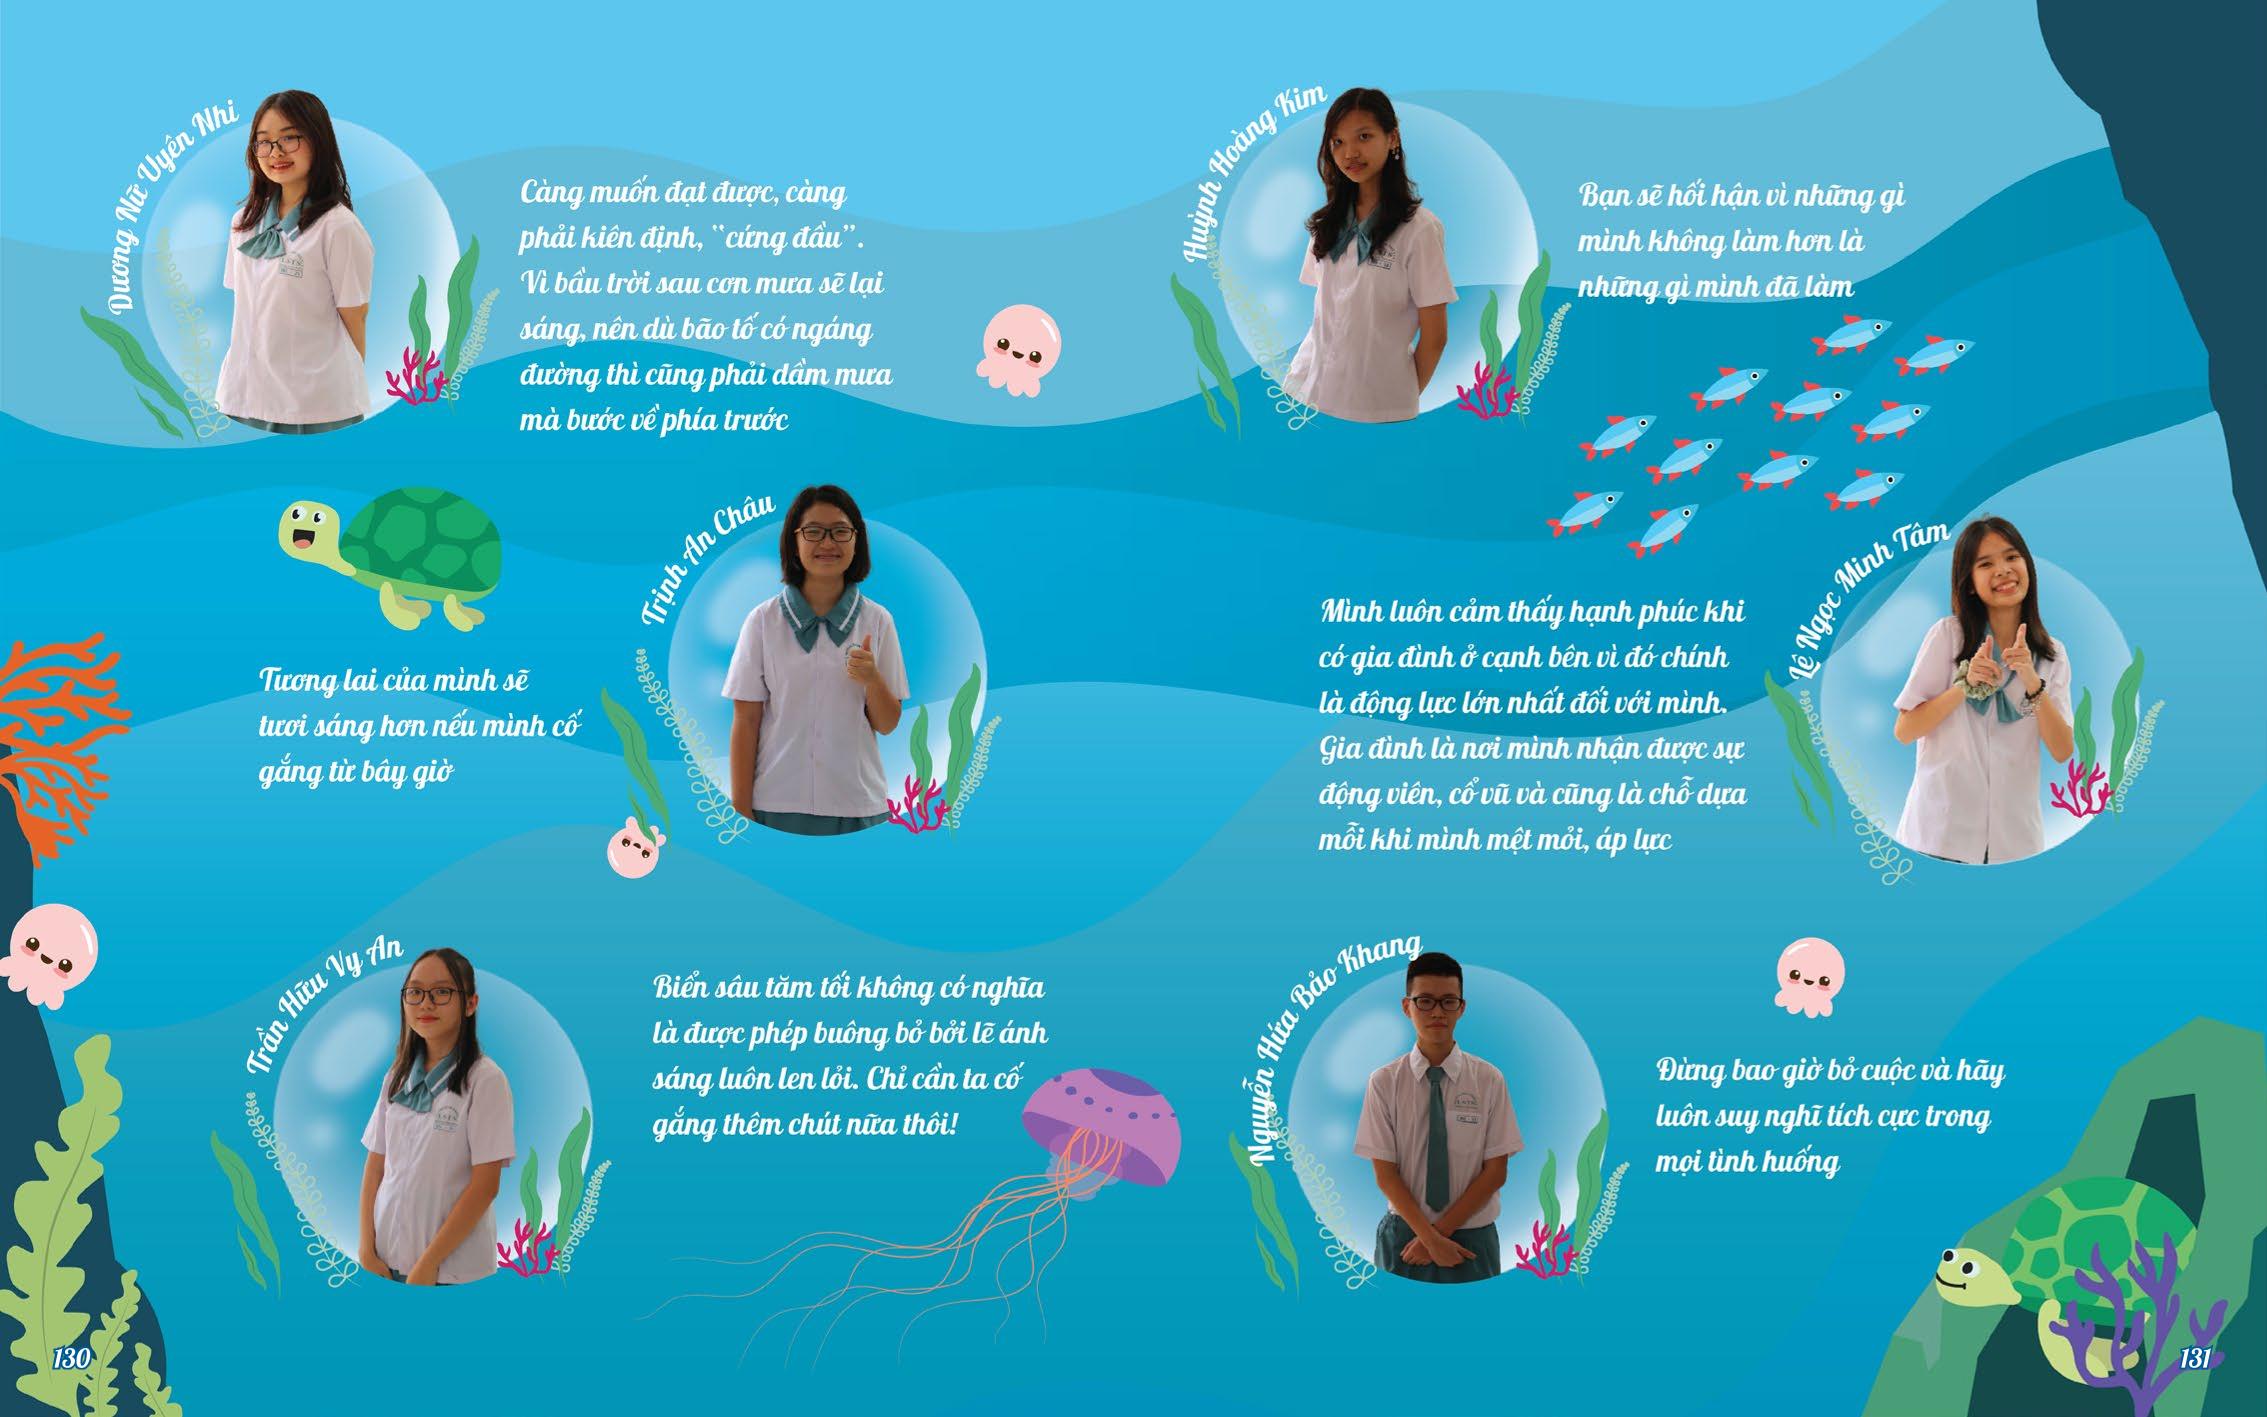 Dương Nữ Uyên Nhi
Càng muốn đạt được, càng
phải kiên định, “cứng đầu”.
Vì bầu trời sau cơn mưa sẽ lại
sáng, nên dù bão tố có ngáng
đường thì cũng phải dầm mưa
mà bước về phía trước
Trịnh An Châu
Tương lai của mình sẽ
tươi sáng hơn nếu mình cố
gắng từ bây giờ
Trần Hữu Vy An
Biển sâu tăm tối không có nghĩa
là được phép buông bỏ bởi lẽ ánh
sáng luôn len lỏi. Chỉ cần ta cố
gắng thêm chút nữa thôi!
130
Huỳnh Hoàng Kim
Bạn sẽ hối hận vì những gì
mình không làm hơn là
những gì mình đã làm
Lê Ngọc Minh Tâm
Mình luôn cảm thấy hạnh phúc khi
có gia đình ở cạnh bên vì đó chính
là động lực lớn nhất đối với mình.
Gia đình là nơi mình nhận được sự
động viên, cổ vũ và cũng là chỗ dựa
mỗi khi mình mệt mỏi, áp lực
Nguyễn Hứa Bảo Khang
Đừng bao giờ bỏ cuộc và hãy
luôn suy nghĩ tích cực trong
mọi tình huống
131